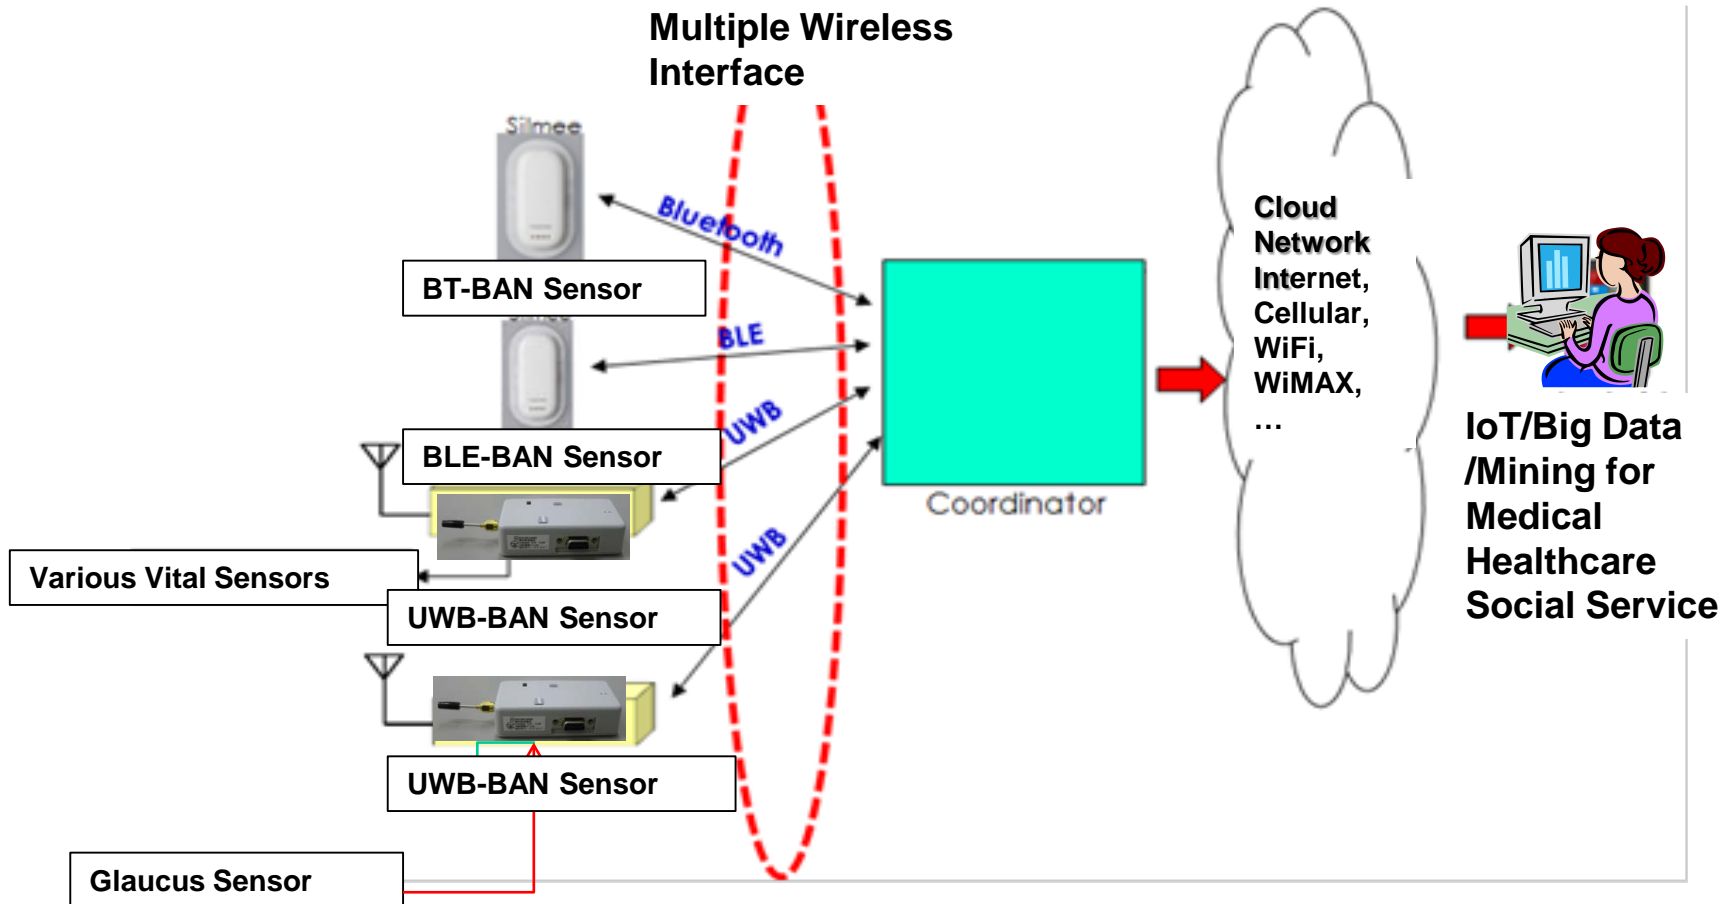 Multiple Wireless
Interface
Silmee
Bluetooth
BT-BAN Sensor
Silmee
BLE
BLE-BAN Sensor
UWB
Various Vital Sensors
UWB-BAN Sensor
UWB
UWB-BAN Sensor
Glaucus Sensor
Coordinator
Cloud
Network
Internet,
Cellular,
WiFi,
WiMAX,
…
IoT/Big Data
/Mining for
Medical
Healthcare
Social Service